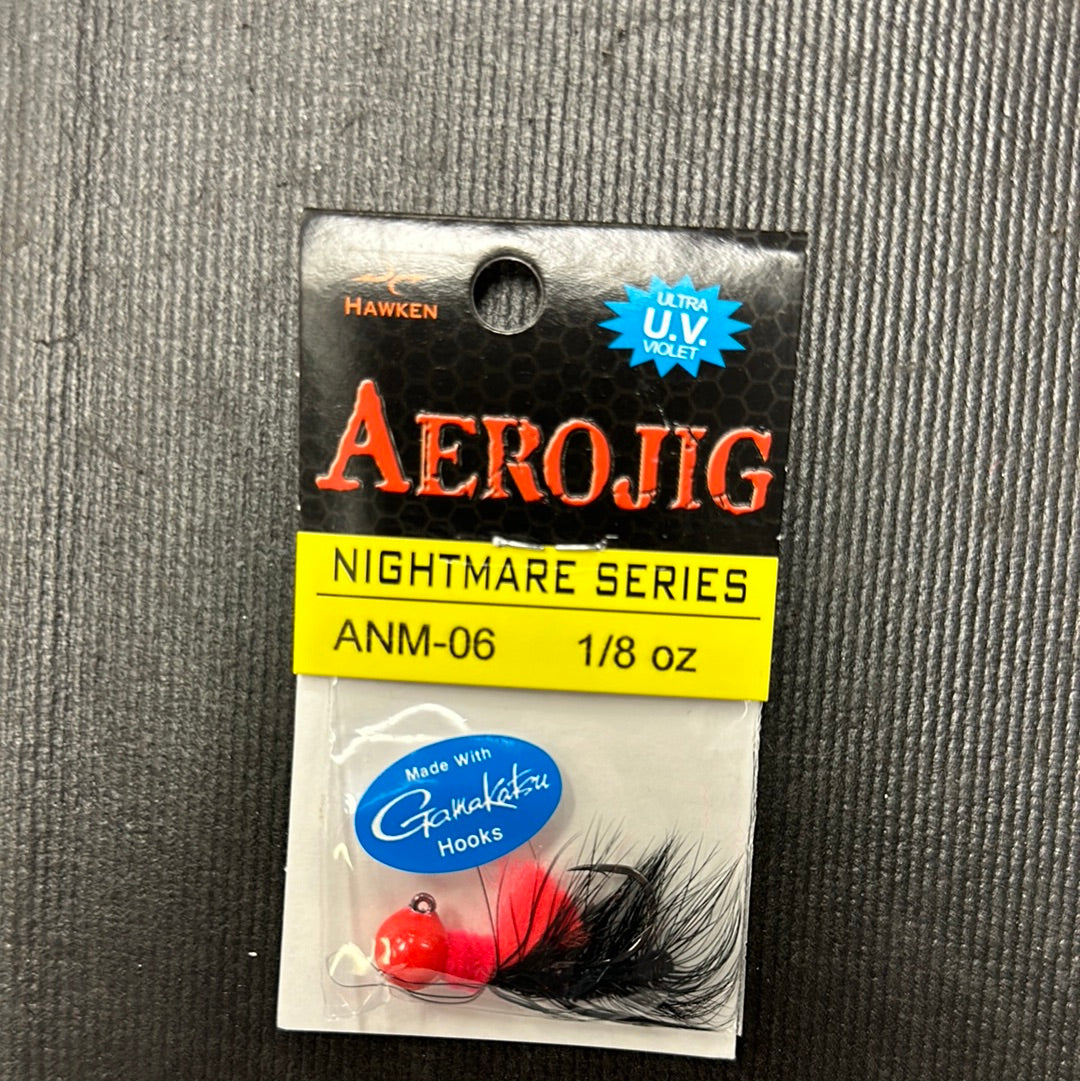 HAWKEN
ULTRA
U.V.
VIOLET
AEROJIG
NIGHTMARE SERIES
ANM-06 1/8 oz
Made With
Gamakatsu
Hooks